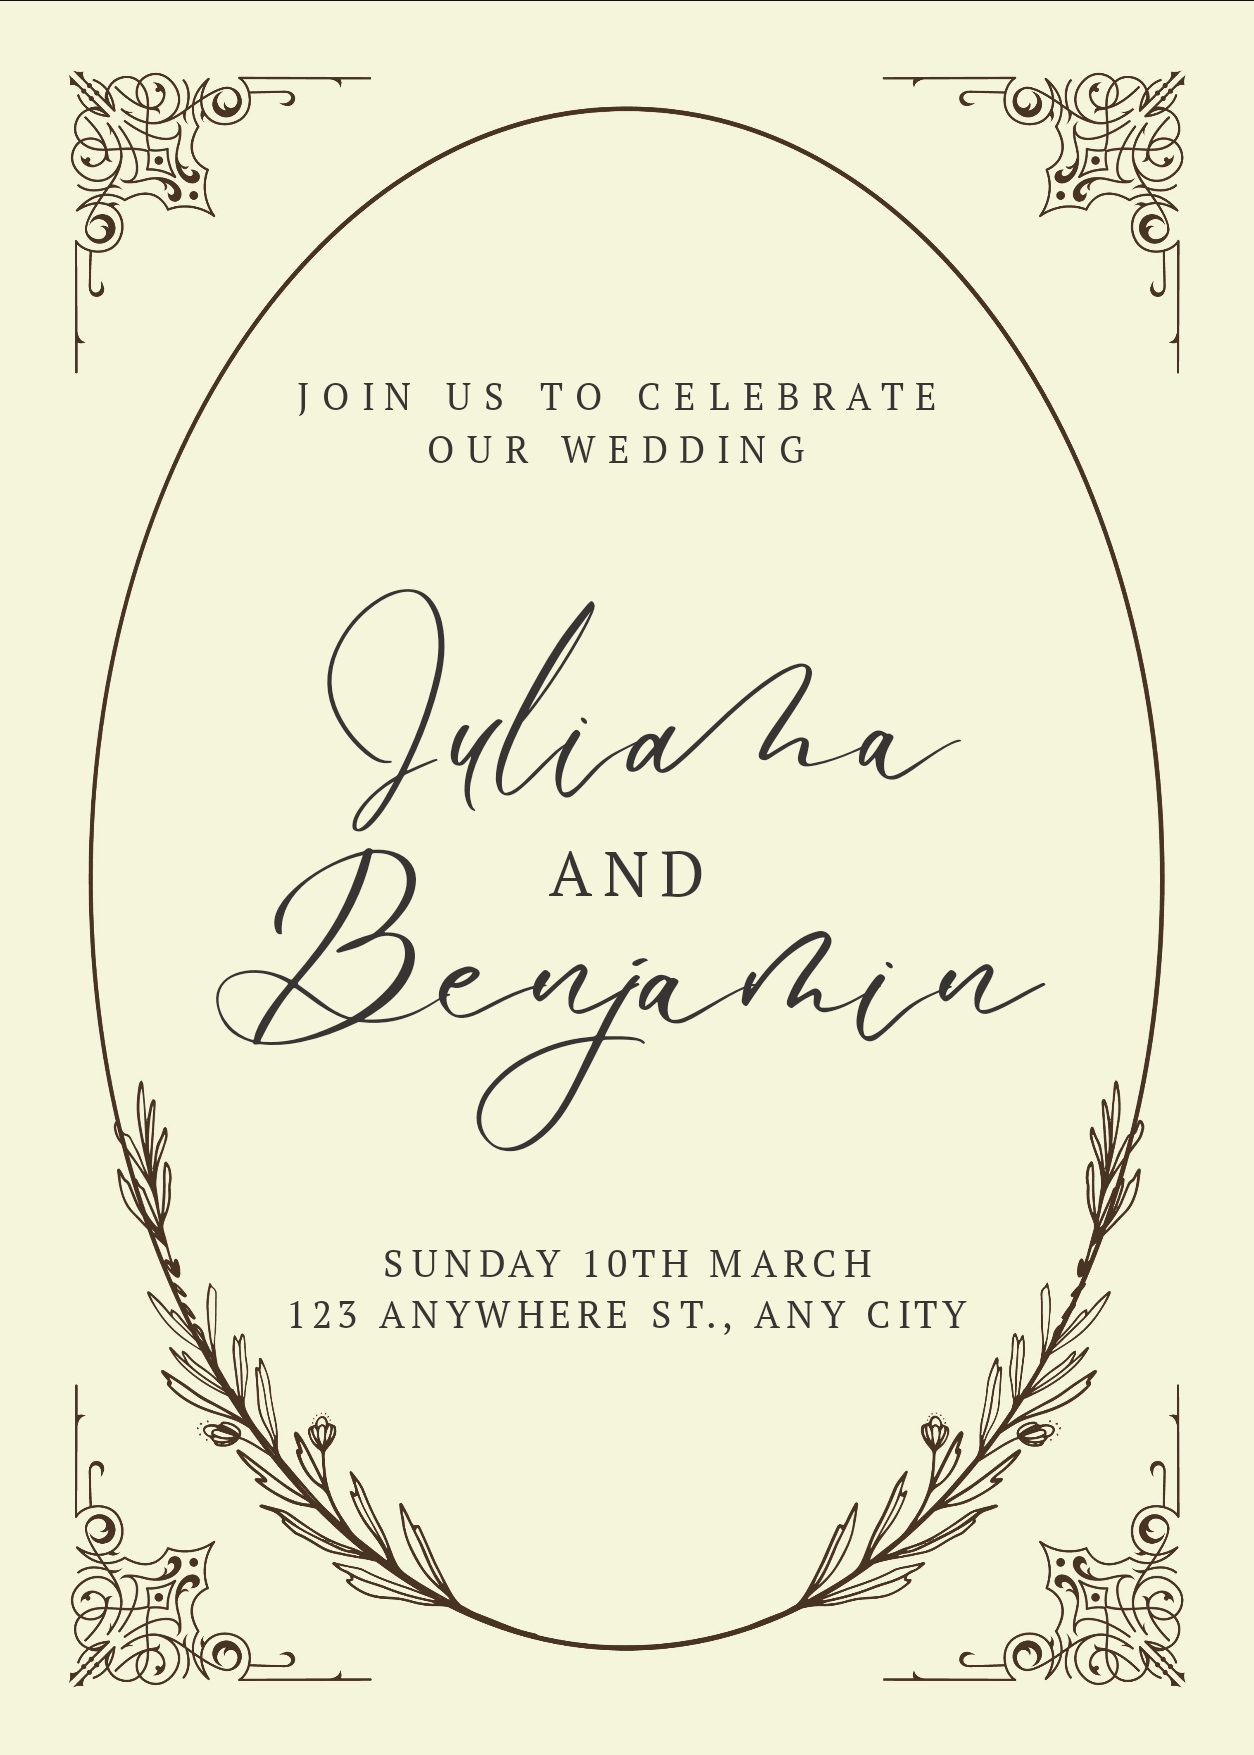 JOIN US TO CELEBRATE
OUR WEDDING
Juliana
AND
Benjamin
SUNDAY 10TH MARCH
123 ANYWHERE ST., ANY CITY